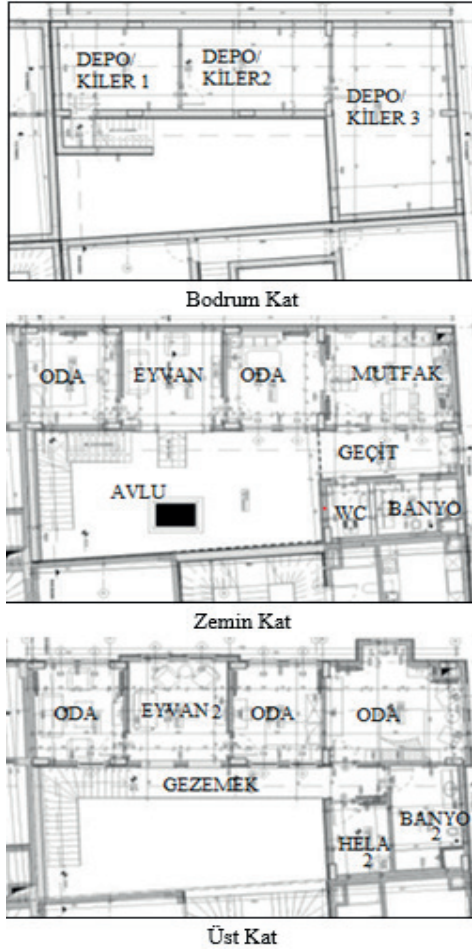 DEPO/ DEPO/
KİLER 1 KİLER2
DEPO/
KİLER 3
Bodrum Kat
ODA EYVAN ODA MUTFAK
GEÇİT
AVLU
WC BANYO
Zemin Kat
ODA EYVAN 2 ODA ODA
GEZEMEK
BANYO
2
HELA
2
Üst Kat